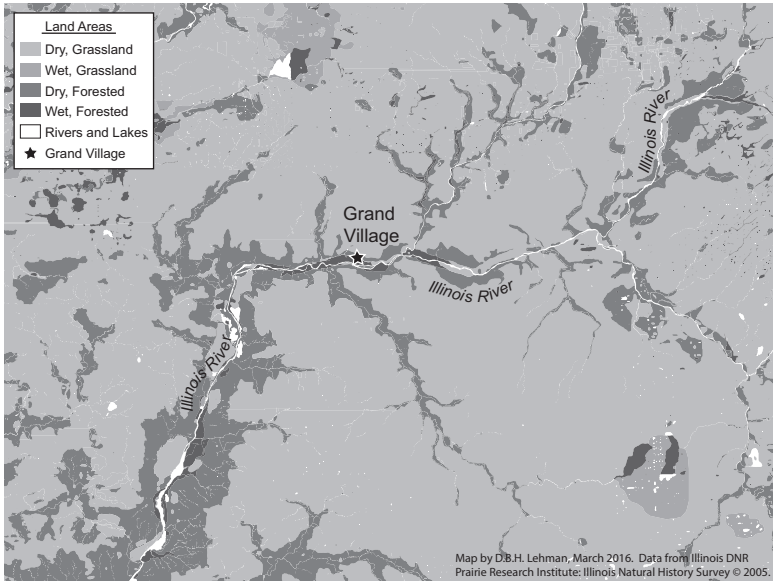 Land Areas
Dry, Grassland
Wet, Grassland
Dry, Forested
Wet, Forested
Rivers and Lakes
Grand Village
Illinois River
Grand
Village
Illinois River
Illinois River
Map by D.B.H. Lehman, March 2016. Data from Illinois DNR
Prairie Research Institute: Illinois Natural History Survey © 2005.